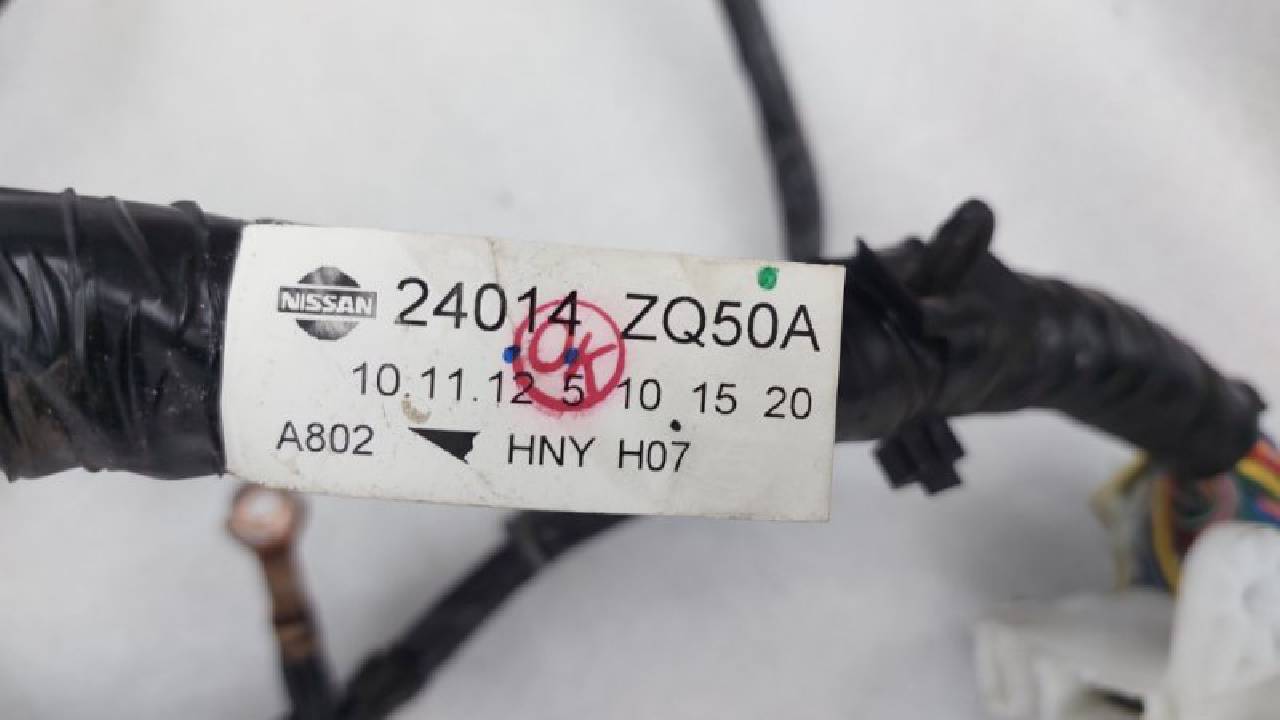 NISSAN 24014 ZQ50A
OK
10.11.12 5 10 15 20
A802 HNY H07